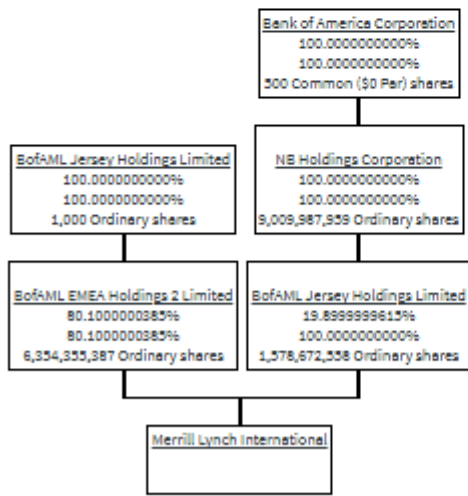 Bank of America Corporation
100.0000000000%
100.0000000000%
500 Common ($0 Par) shares
BofAML Jersey Holdings Limited
100.0000000000%
100.0000000000%
1,000 Ordinary shares
NB Holdings Corporation
100.0000000000%
100.0000000000%
9,009,987,959 Ordinary shares
BofAML EMEA Holdings 2 Limited
80.1000000385%
80.1000000385%
6,354,355,387 Ordinary shares
BofAML Jersey Holdings Limited
19.8999999615%
100.0000000000%
1,578,672,558 Ordinary shares
Merrill Lynch International